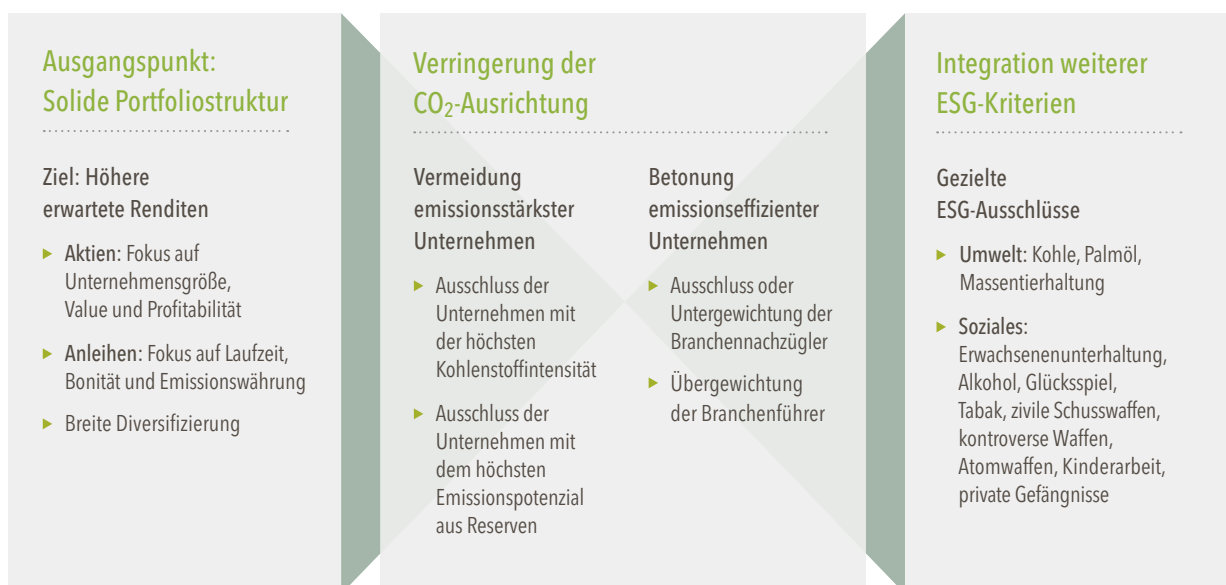 Ausgangspunkt:
Solide Portfoliostruktur
Ziel: Höhere
erwartete Renditen
▸ Aktien: Fokus auf
Unternehmensgröße,
Value und Profitabilität
▸ Anleihen: Fokus auf Laufzeit,
Bonität und Emissionswährung
▸ Breite Diversifizierung
Verringerung der
CO₂-Ausrichtung
Vermeidung
emissionsstärkster
Unternehmen
▸ Ausschluss der
Unternehmen mit
der höchsten
Kohlenstoffintensität
▸ Ausschluss der
Unternehmen mit
dem höchsten
Emissionspotenzial
aus Reserven
Betonung
emissionseffizienter
Unternehmen
▸ Ausschluss oder
Untergewichtung der
Branchennachzügler
▸ Übergewichtung
der Branchenführer
Integration weiterer
ESG-Kriterien
Gezielte
ESG-Ausschlüsse
▸ Umwelt: Kohle, Palmöl,
Massentierhaltung
▸ Soziales:
Erwachsenenunterhaltung,
Alkohol, Glücksspiel,
Tabak, zivile Schusswaffen,
kontroverse Waffen,
Atomwaffen, Kinderarbeit,
private Gefängnisse